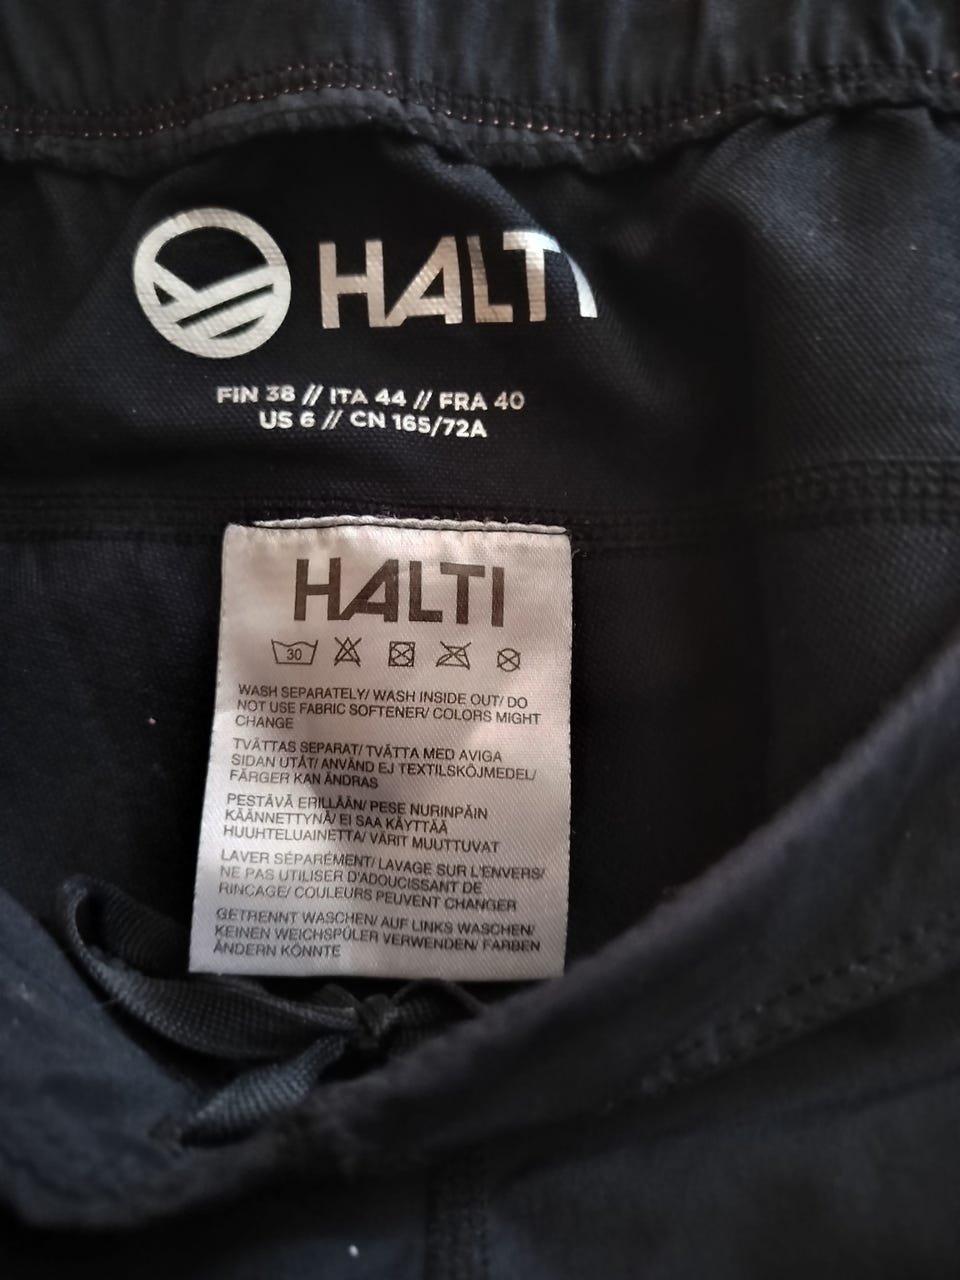 HALTI
FIN 38 // ITA 44 // FRA 40
US 6 // CN 165/72A
HALTI
30
WASH SEPARATELY/ WASH INSIDE OUT/ DO
NOT USE FABRIC SOFTENER/ COLORS MIGHT
CHANGE
TVÄTTAS SEPARAT/ TVÄTTA MED AVIGA
SIDAN UTÅT/ ANVÄND EJ TEXTILSKÖJMEDEL/
FÄRGER KAN ÄNDRAS
PESTÄVÄ ERILLÄÄN/ PESE NURINPÄIN
KÄÄNNETTYNÄ/ EI SAA KÄYTTÄÄ
HUUHTELUAINETTA/ VÄRIT MUUTTUVAT
LAVER SÉPARÉMENT/ LAVAGE SUR L'ENVERS/
NE PAS UTILISER D'ADOUCISSANT DE
RINCAGE/ COULEURS PEUVENT CHANGER
GETRENNT WASCHEN/ AUF LINKS WASCHEN/
KEINEN WEICHSPÜLER VERWENDEN/ FARBEN
ÄNDERN KÖNNTE